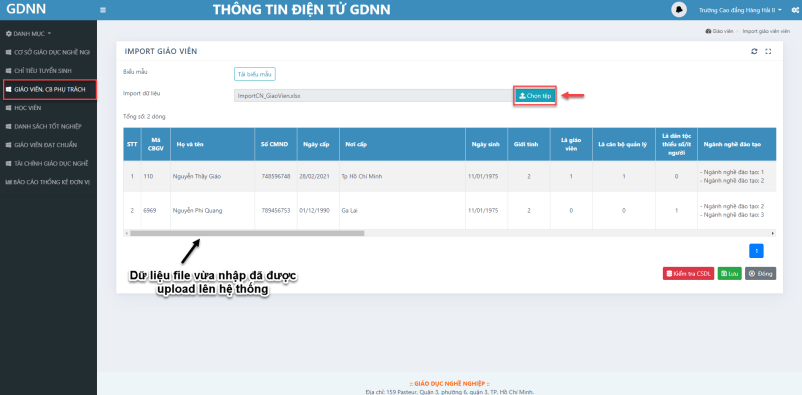 GDNN
THÔNG TIN ĐIỆN TỬ GDNN
Trường Cao đẳng Hàng Hải II
DANH MỤC
CƠ SỞ GIÁO DỤC NGHỀ NGI
CHỈ TIÊU TUYỂN SINH
GIÁO VIÊN, CB PHỤ TRÁCH
HỌC VIÊN
DANH SÁCH TỐT NGHIỆP
GIÁO VIÊN ĐẠT CHUẨN
TÀI CHÍNH GIÁO DỤC NGHỀ
BÁO CÁO THỐNG KÊ ĐƠN VỊ
Giáo viên - Import giáo viên viên
IMPORT GIÁO VIÊN
Biểu mẫu
Tải biểu mẫu
Import dữ liệu
ImportCN_GiaoVien.xlsx
Chọn tệp
Tổng số: 2 dòng
STT Mã CBGV Họ và tên Số CMND Ngày cấp Nơi cấp Ngày sinh Giới tính Là giáo viên Là cán bộ quản lý Là dân tộc thiểu số/ít người Ngành nghề đào tạo
1 110 Nguyễn Thầy Giáo 748596748 28/02/2021 Tp Hồ Chí Minh 11/01/1975 2 1 1 0 - Ngành nghề đào tạo: 1
- Ngành nghề đào tạo: 2
2 6969 Nguyễn Phi Quang 789456753 01/12/1990 Ga Lai 11/01/1975 2 0 0 1 - Ngành nghề đào tạo: 2
- Ngành nghề đào tạo: 3
1
Dữ liệu file vừa nhập đã được
upload lên hệ thống
Kiểm tra CSDL
Lưu
Đóng
:: GIÁO DỤC NGHỀ NGHIỆP ::
Địa chỉ: 159 Pasteur, Quận 3, phường 6, quận 3, TP. Hồ Chí Minh.